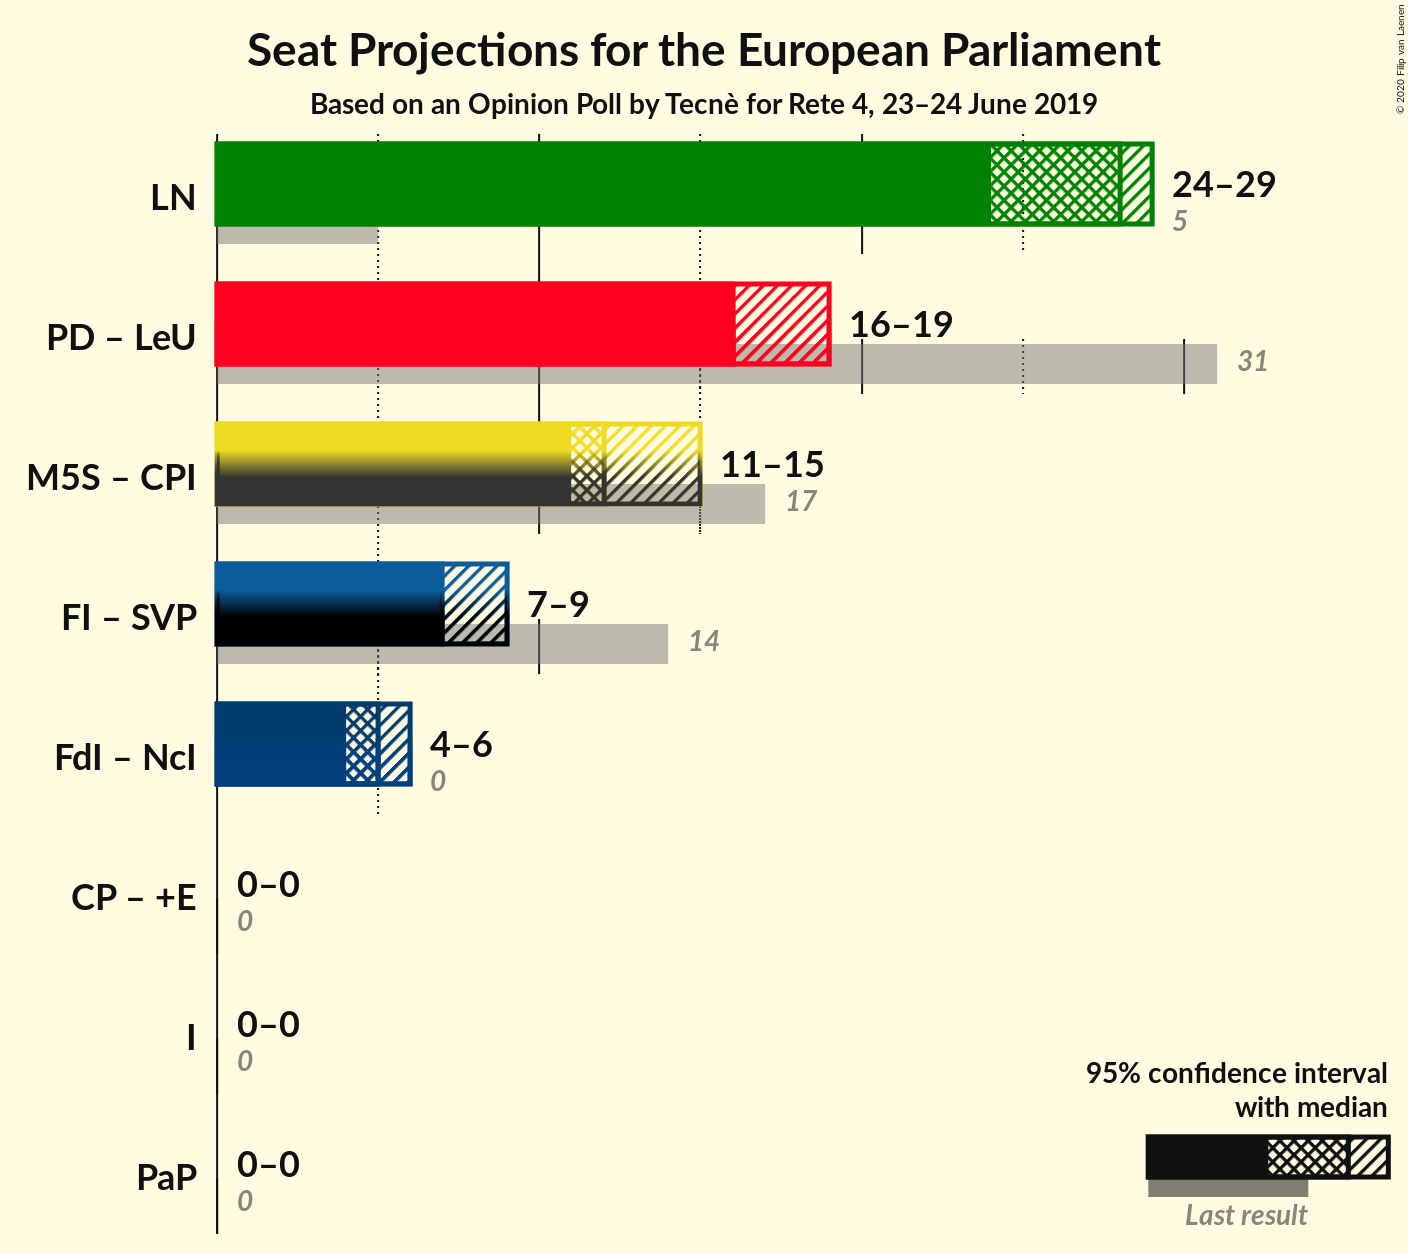 Seat Projections for the European Parliament
Based on an Opinion Poll by Tecnè for Rete 4, 23–24 June 2019
© 2020 Filip van Laenen
LN
24–29
5
PD – LeU
16–19
31
M5S – CPI
11–15
17
FI – SVP
7–9
14
FdI – NcI
4–6
0
CP – +E
0–0
0
I
0–0
0
PaP
0–0
0
95% confidence interval
with median
Last result